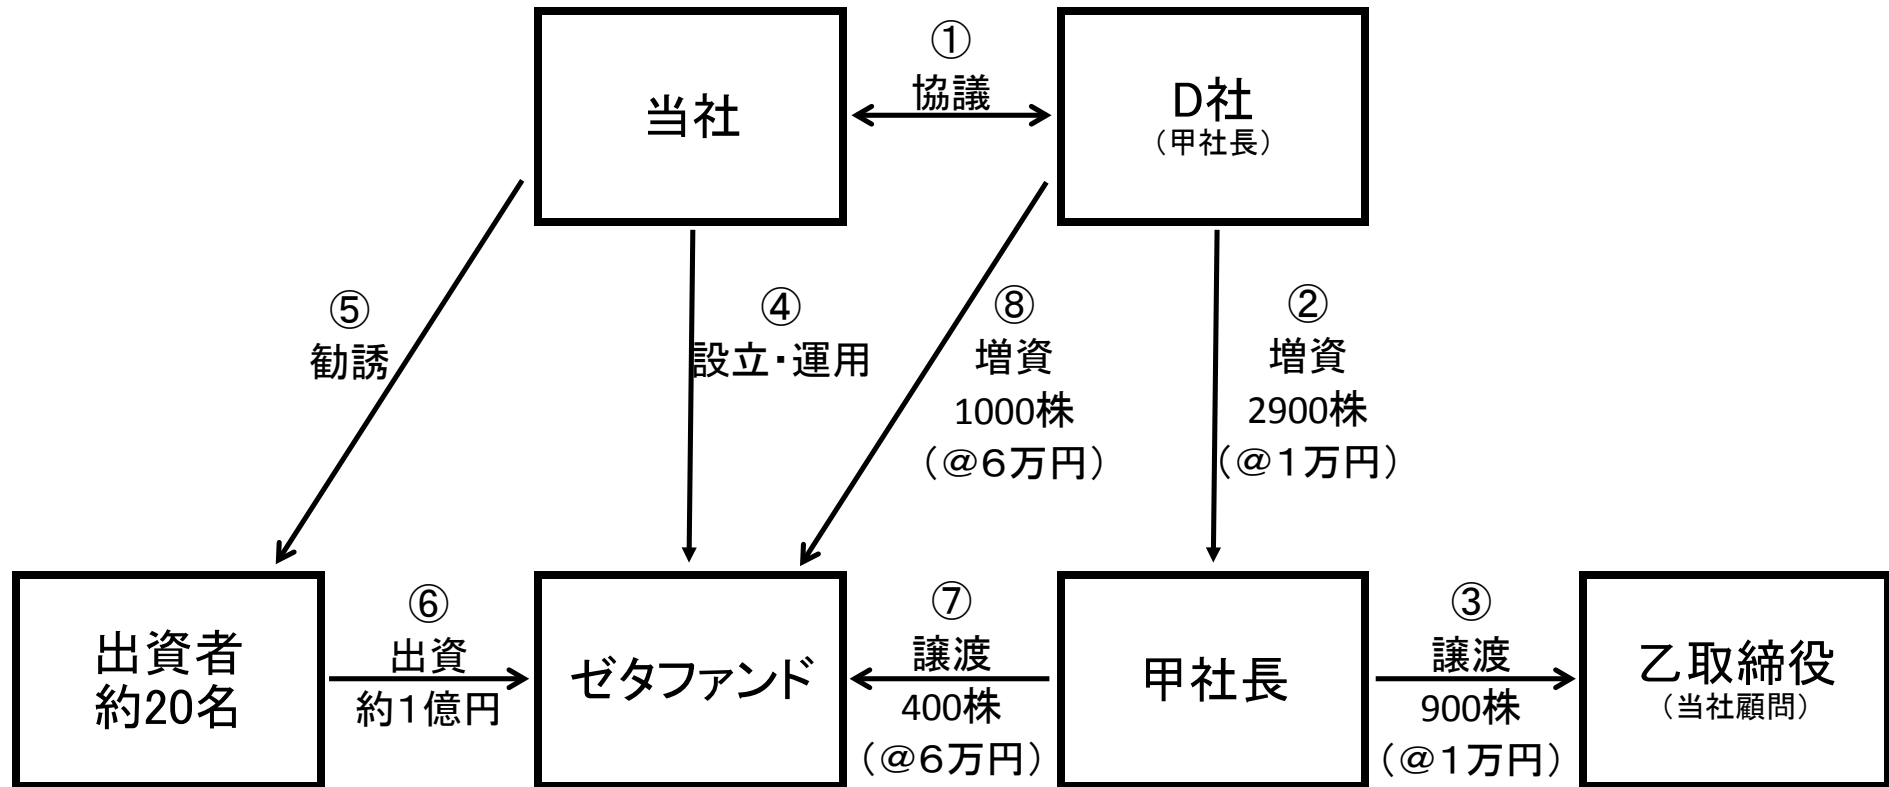 当社
①
協議
D社
（甲社長）
⑤
勧誘
④
設立・運用
⑧
増資
1000株
（＠６万円）
②
増資
2900株
（＠１万円）
出資者
約20名
⑥
出資
約１億円
ゼタファンド
⑦
譲渡
400株
（＠６万円）
甲社長
③
譲渡
900株
（＠１万円）
乙取締役
（当社顧問）